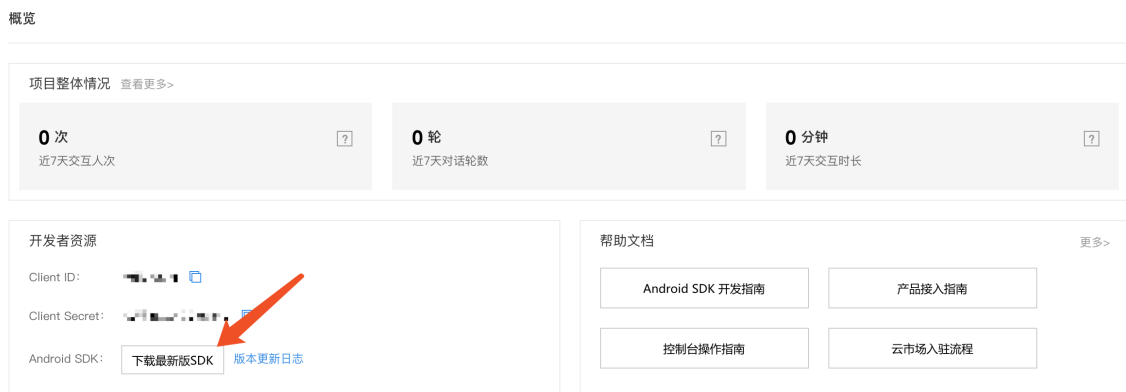 概览
项目整体情况 查看更多>
0 次 ?
近7天交互人次
0 轮 ?
近7天对话轮数
0 分钟 ?
近7天交互时长
开发者资源
Client ID：
Client Secret：
Android SDK： 下载最新版SDK 版本更新日志
帮助文档 更多>
Android SDK 开发指南 产品接入指南
控制台操作指南 云市场入驻流程